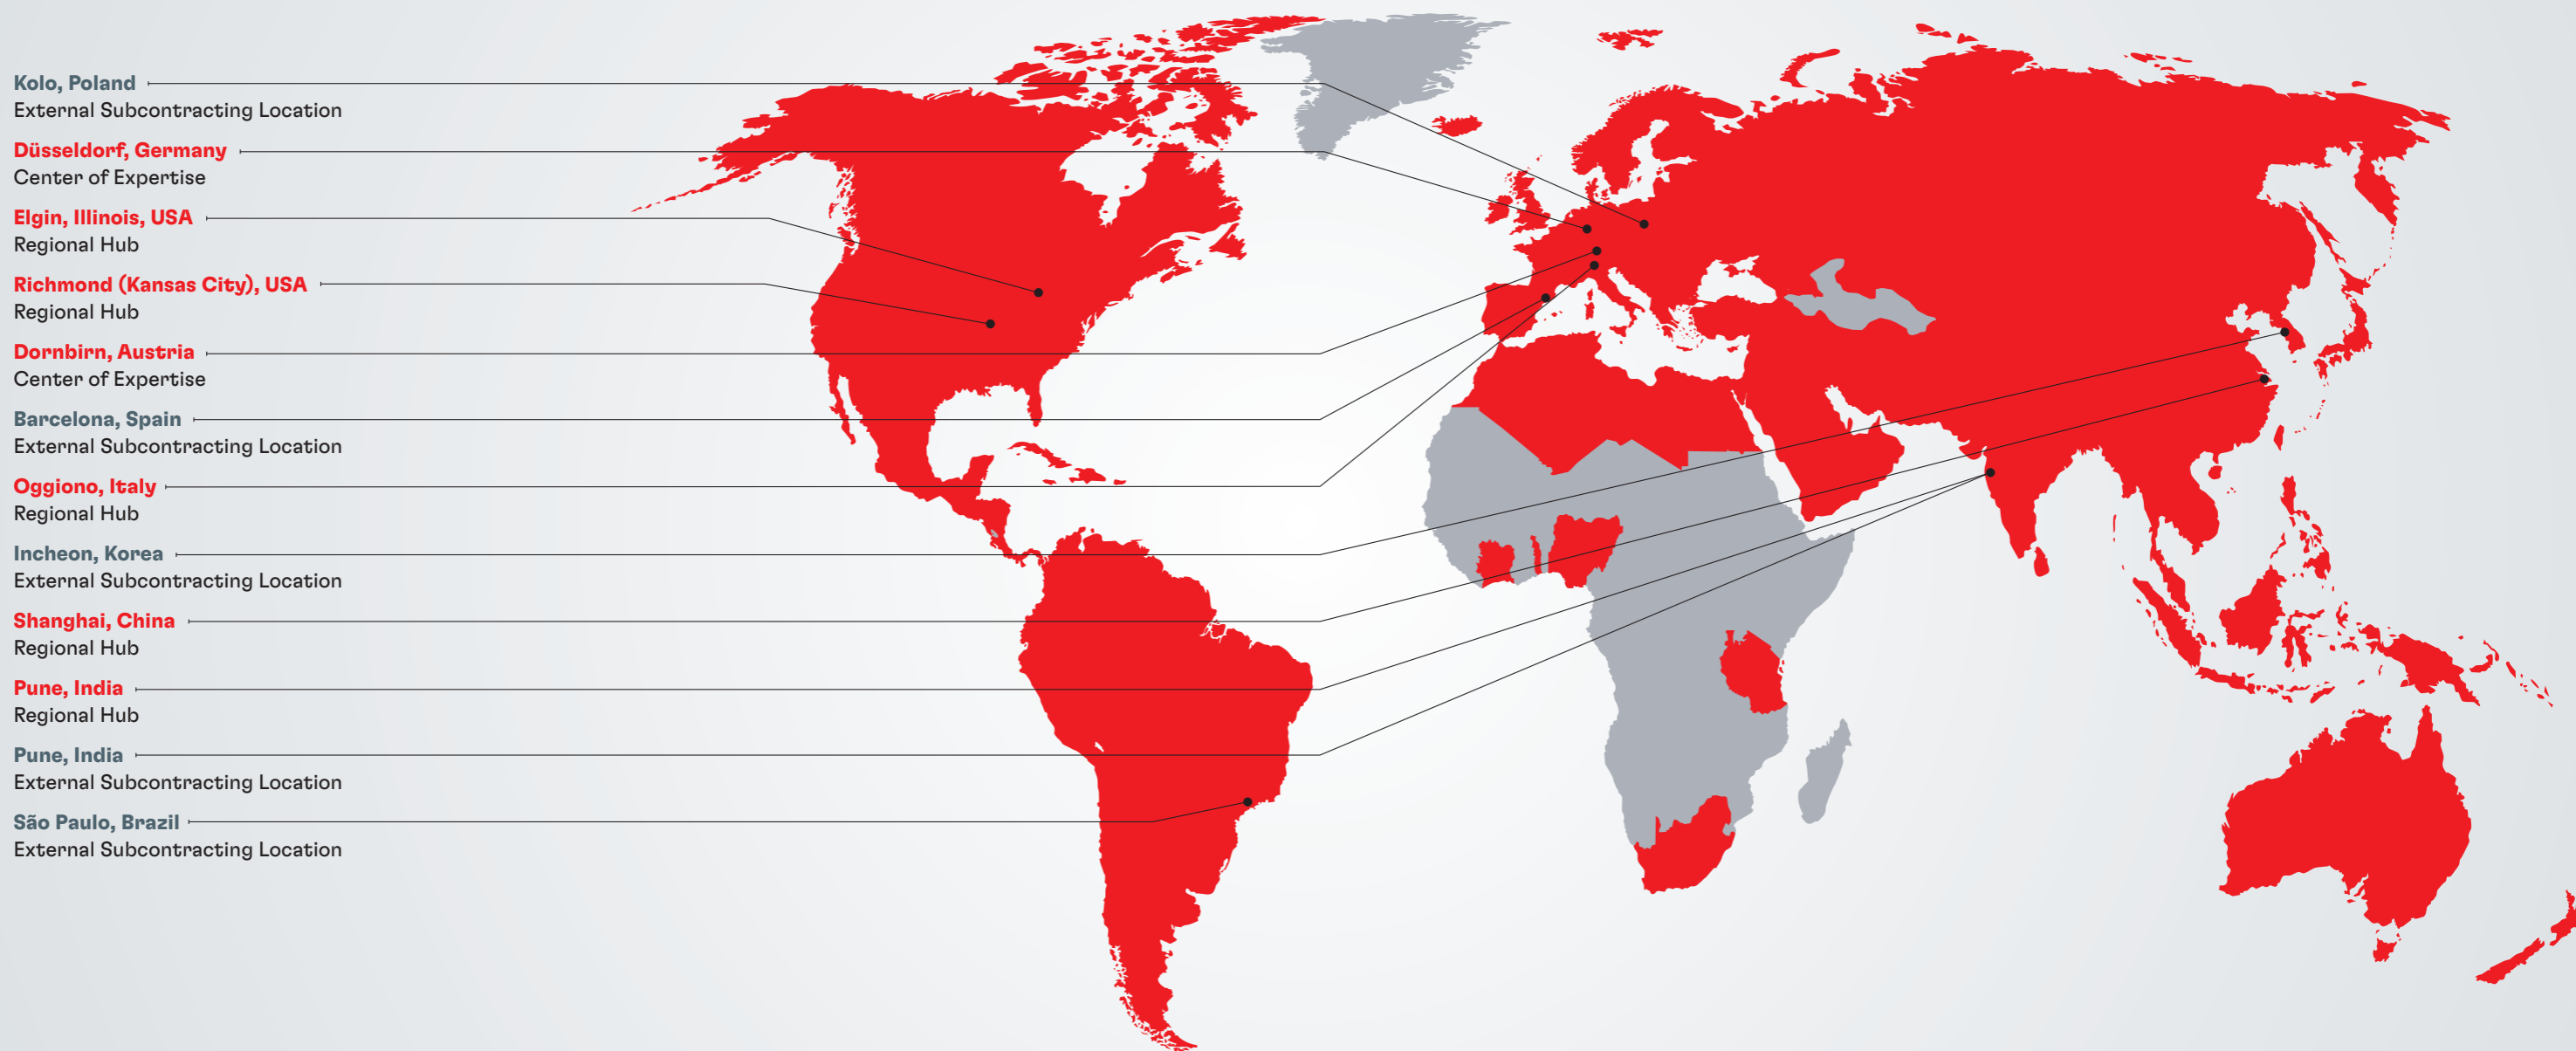 Kolo, Poland
External Subcontracting Location
Düsseldorf, Germany
Center of Expertise
Elgin, Illinois, USA
Regional Hub
Richmond (Kansas City), USA
Regional Hub
Dornbirn, Austria
Center of Expertise
Barcelona, Spain
External Subcontracting Location
Oggiono, Italy
Regional Hub
Incheon, Korea
External Subcontracting Location
Shanghai, China
Regional Hub
Pune, India
Regional Hub
Pune, India
External Subcontracting Location
São Paulo, Brazil
External Subcontracting Location